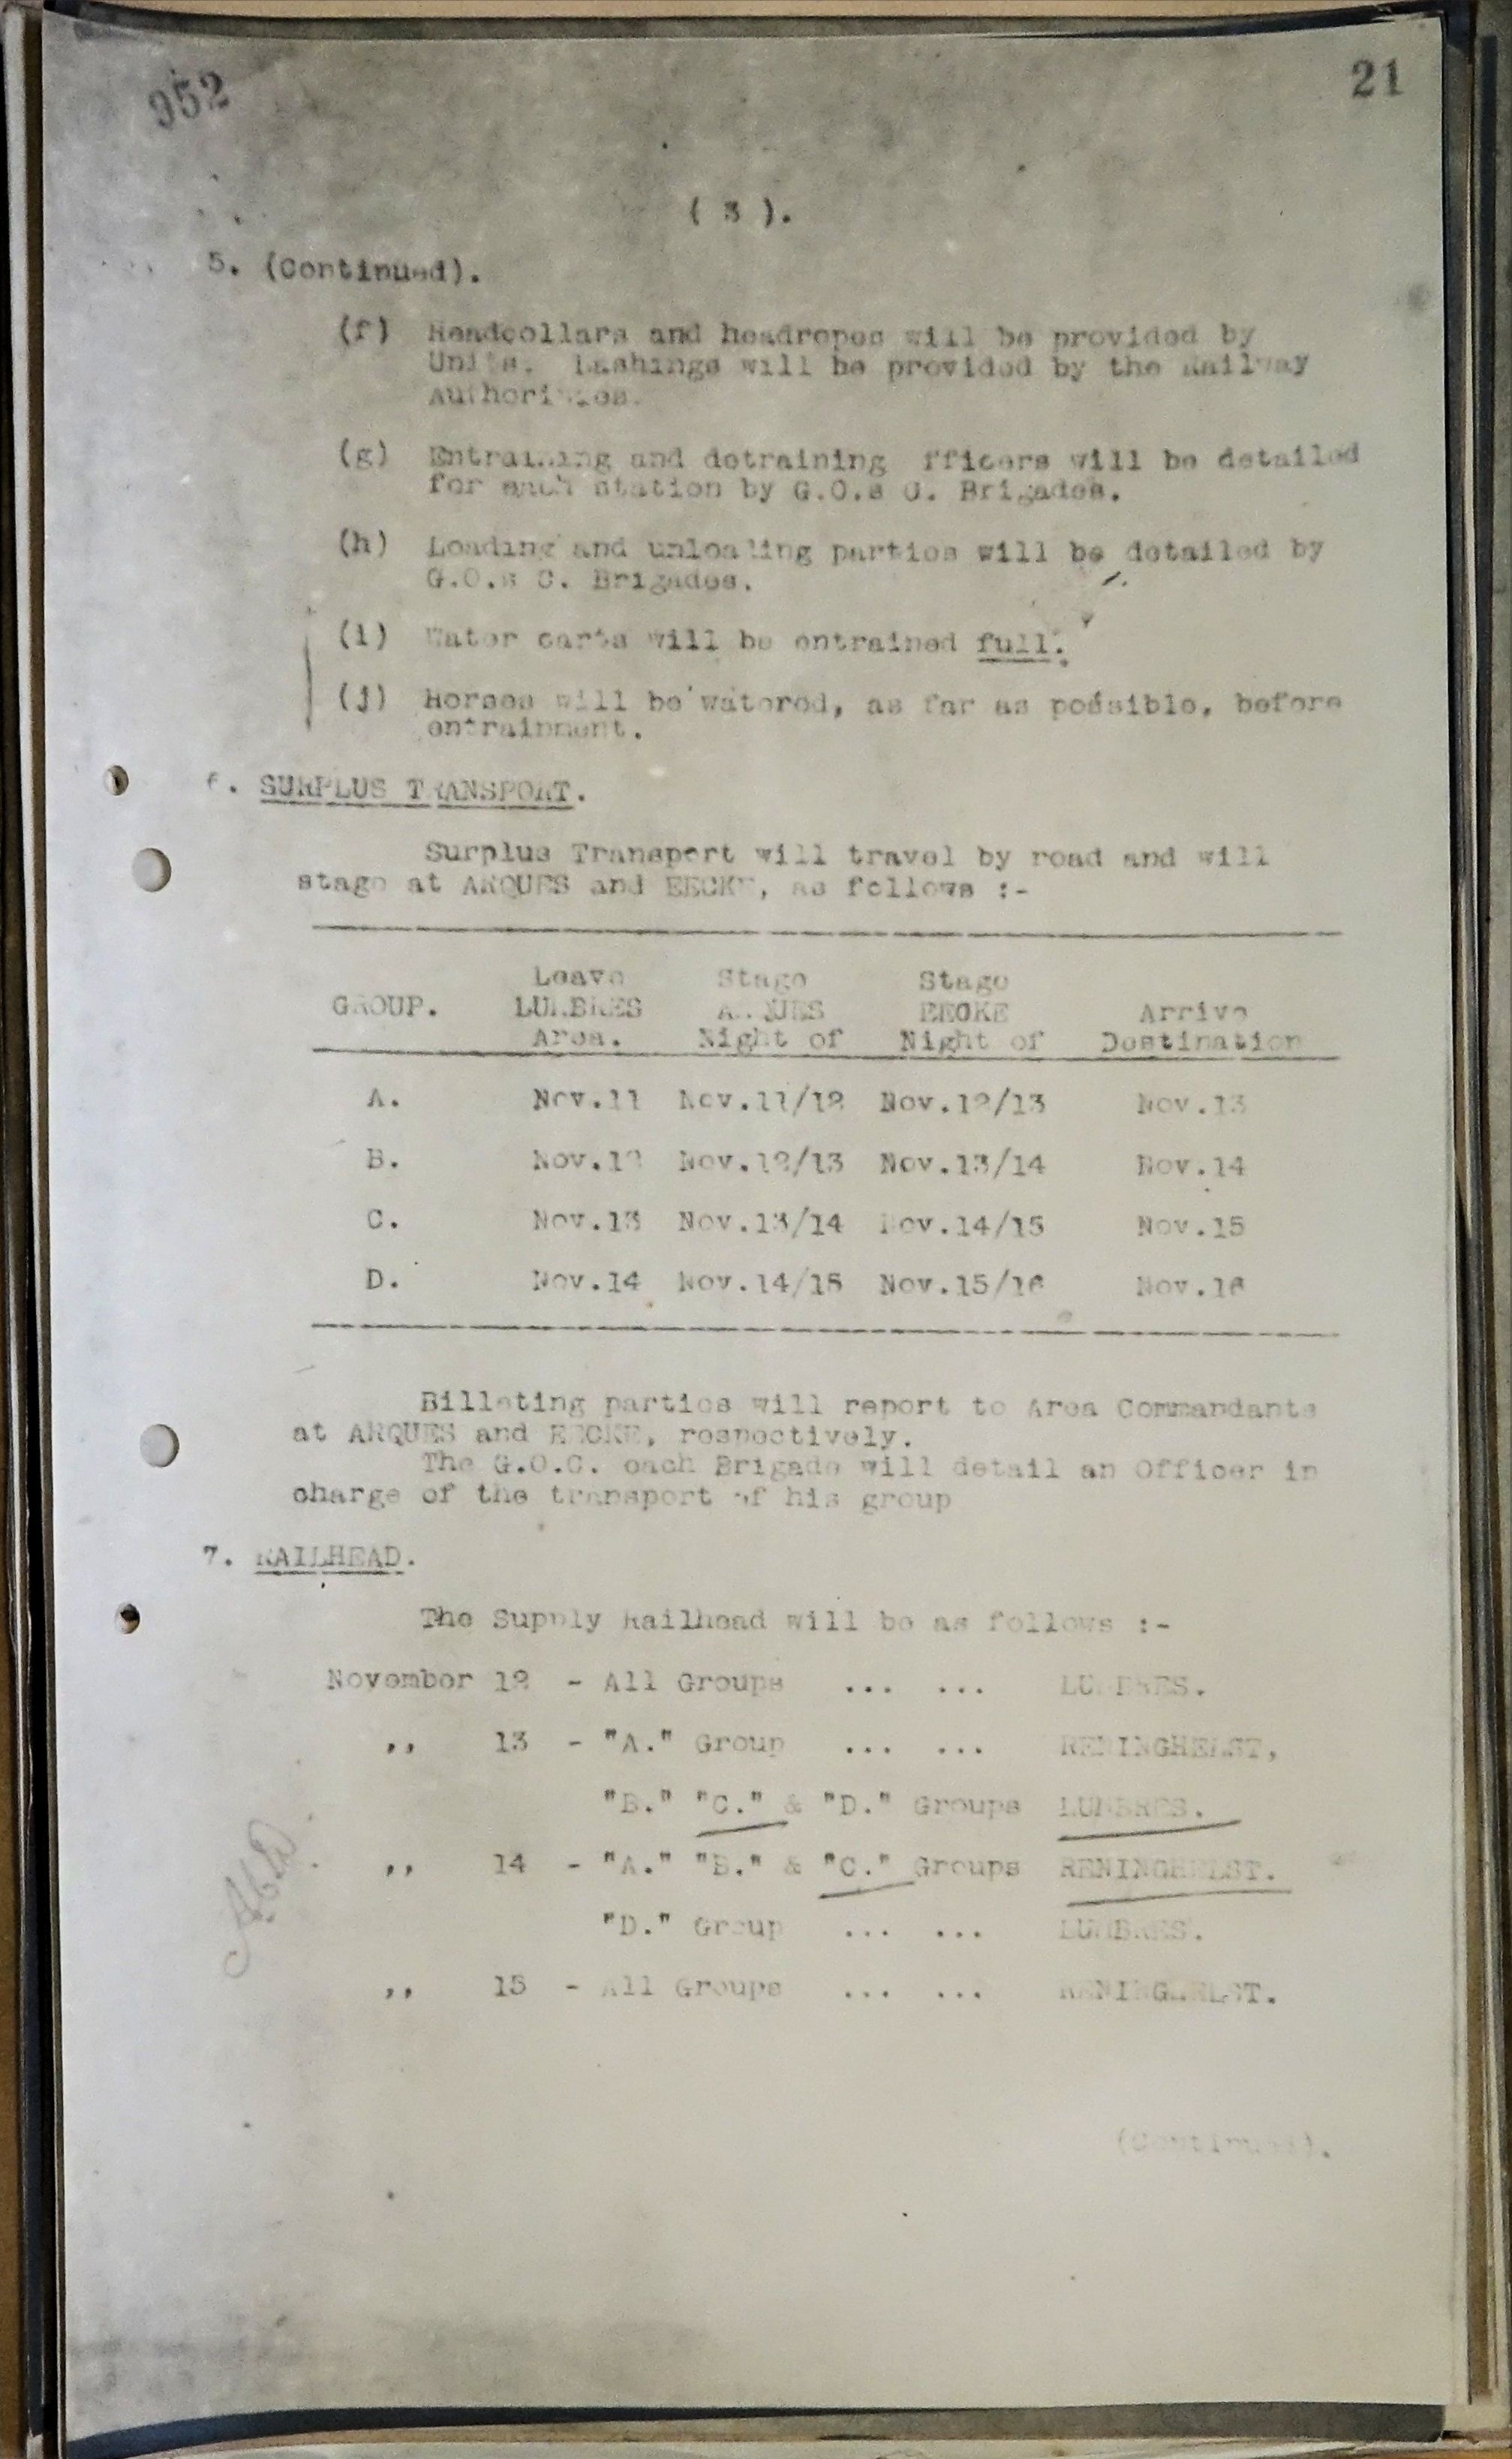 952
21
( 3 ).
5. (Continued).
(f) Headcollars and headropes will be provided by
Units. Lashings will be provided by the Railway
Authorities.
(g) Entraining and detraining fficers will be detailed
for each station by G.O.s C. Brigades.
(h) Loading and unloading parties will be detailed by
G.O.s C. Brigades.
(i) Water carts will be entrained full.
(j) Horses will be watered, as far as possible, before
entrainment.
6. SURPLUS TRANSPORT.
Surplus Transport will travel by road and will
stage at ARQUES and EECKE, as follows :-
Leave Stage Stage
GROUP. LUMBRES ARQUES EECKE Arrive
Area. Night of Night of Destination
A. Nov.11 Nov.11/12 Nov.12/13 Nov.13
B. Nov.12 Nov.12/13 Nov.13/14 Nov.14
C. Nov.13 Nov.13/14 Nov.14/15 Nov.15
D. Nov.14 Nov.14/15 Nov.15/16 Nov.16
Billeting parties will report to Area Commandants
at ARQUES and EECKE, respectively.
The G.O.C. each Brigade will detail an Officer in
charge of the transport of his group
7. RAILHEAD.
The Supply Railhead will be as follows :-
November 12 - All Groups ... ... LUMBRES.
,, 13 - "A." Group ... ... RENINGHELST,
"B." "C." & "D." Groups LUMBRES.
,, 14 - "A." "B." & "C." Groups RENINGHELST.
"D." Group ... ... LUMBRES.
,, 15 - All Groups ... ... RENINGHELST.
(Continued).